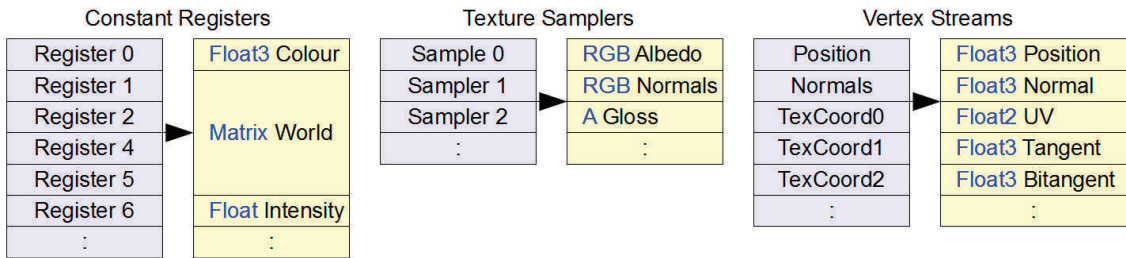 Constant Registers
Register 0
Register 1
Register 2
Register 4
Register 5
Register 6
:
Float3 Colour
Matrix World
Float Intensity
:
Texture Samplers
Sample 0
Sampler 1
Sampler 2
:
RGB Albedo
RGB Normals
A Gloss
:
Vertex Streams
Position
Normals
TexCoord0
TexCoord1
TexCoord2
:
Float3 Position
Float3 Normal
Float2 UV
Float3 Tangent
Float3 Bitangent
: